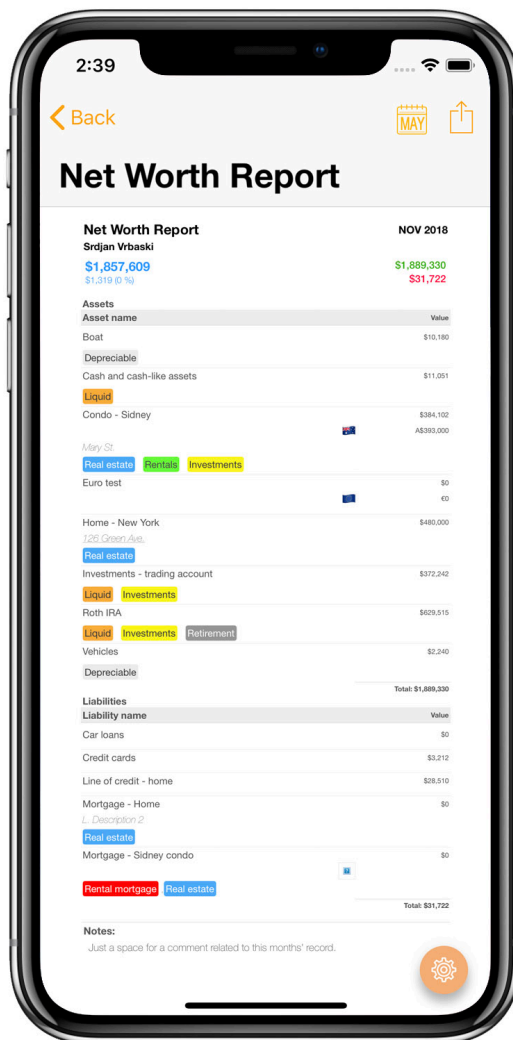 2:39
Back
MAY
Net Worth Report
Net Worth Report NOV 2018
Srdjan Vrbaski
$1,857,609 $1,889,330
$1,319 (0 %) $31,722
Assets
Asset name Value
Boat $10,180
Depreciable
Cash and cash-like assets $11,051
Liquid
Condo - Sidney $384,102
A$393,000
Mary St.
Real estate Rentals Investments
Euro test $0
€0
Home - New York $480,000
126 Green Ave.
Real estate
Investments - trading account $372,242
Liquid Investments
Roth IRA $629,515
Liquid Investments Retirement
Vehicles $2,240
Depreciable
Total: $1,889,330
Liabilities
Liability name Value
Car loans $0
Credit cards $3,212
Line of credit - home $28,510
Mortgage - Home $0
L. Description 2
Real estate
Mortgage - Sidney condo $0
Rental mortgage Real estate
Total: $31,722
Notes:
Just a space for a comment related to this months' record.